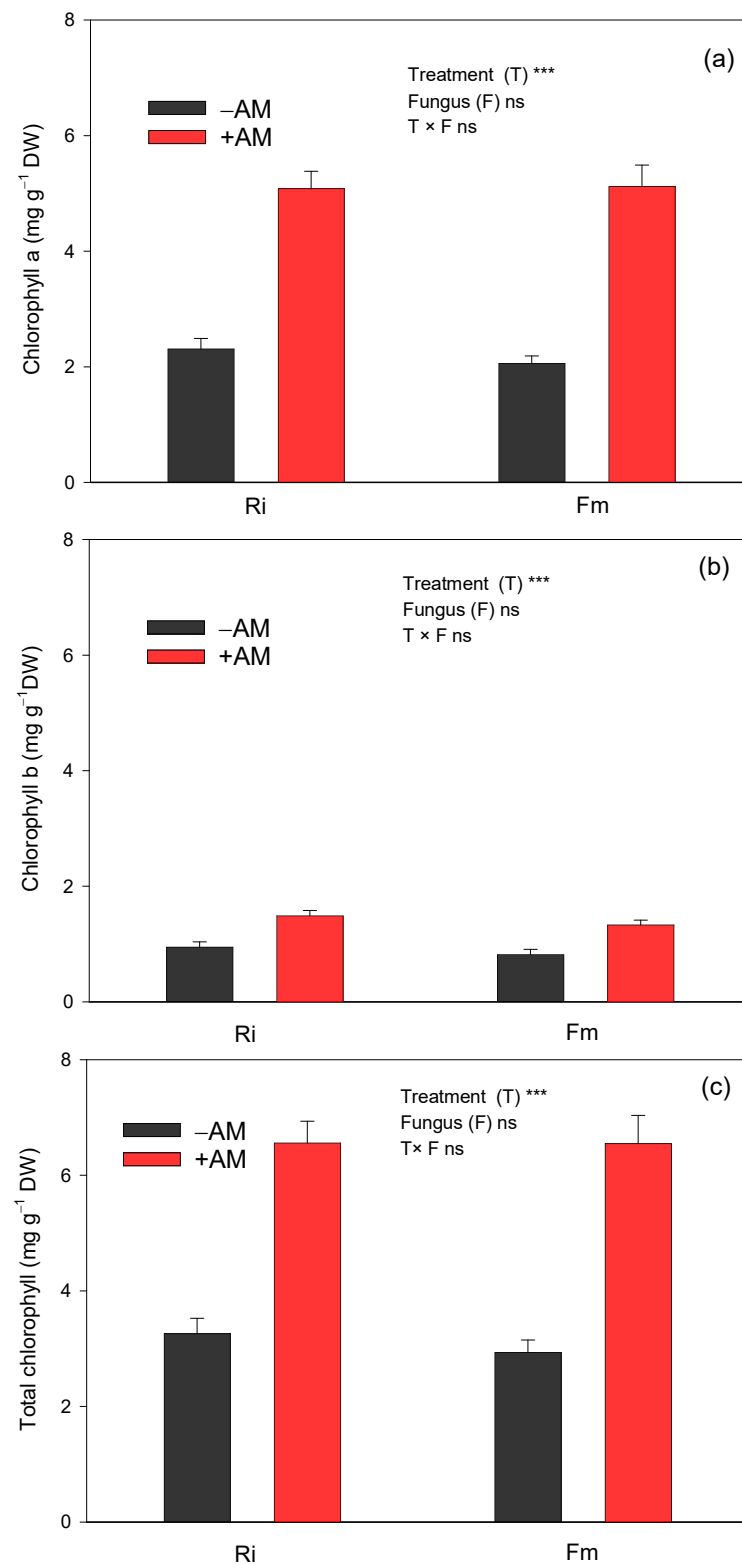 8
(a)
Treatment (T) ***
Fungus (F) ns
T × F ns
−AM
+AM
6
4
2
0
Chlorophyll a (mg g⁻¹ DW)
Ri
Fm
8
(b)
Treatment (T) ***
Fungus (F) ns
T × F ns
−AM
+AM
6
4
2
0
Chlorophyll b (mg g⁻¹DW)
Ri
Fm
8
(c)
Treatment (T) ***
Fungus (F) ns
T× F ns
−AM
+AM
6
4
2
0
Total chlorophyll (mg g⁻¹ DW)
Ri
Fm